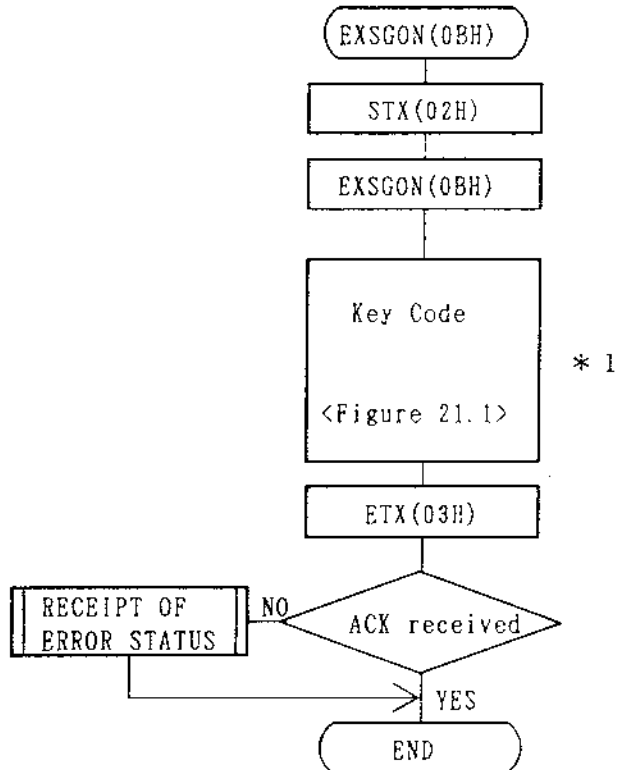 EXSGON(0BH)
STX(02H)
EXSGON(0BH)
Key Code
<Figure 21.1>
* 1
ETX(03H)
RECEIPT OF
ERROR STATUS
NO
ACK received
YES
END